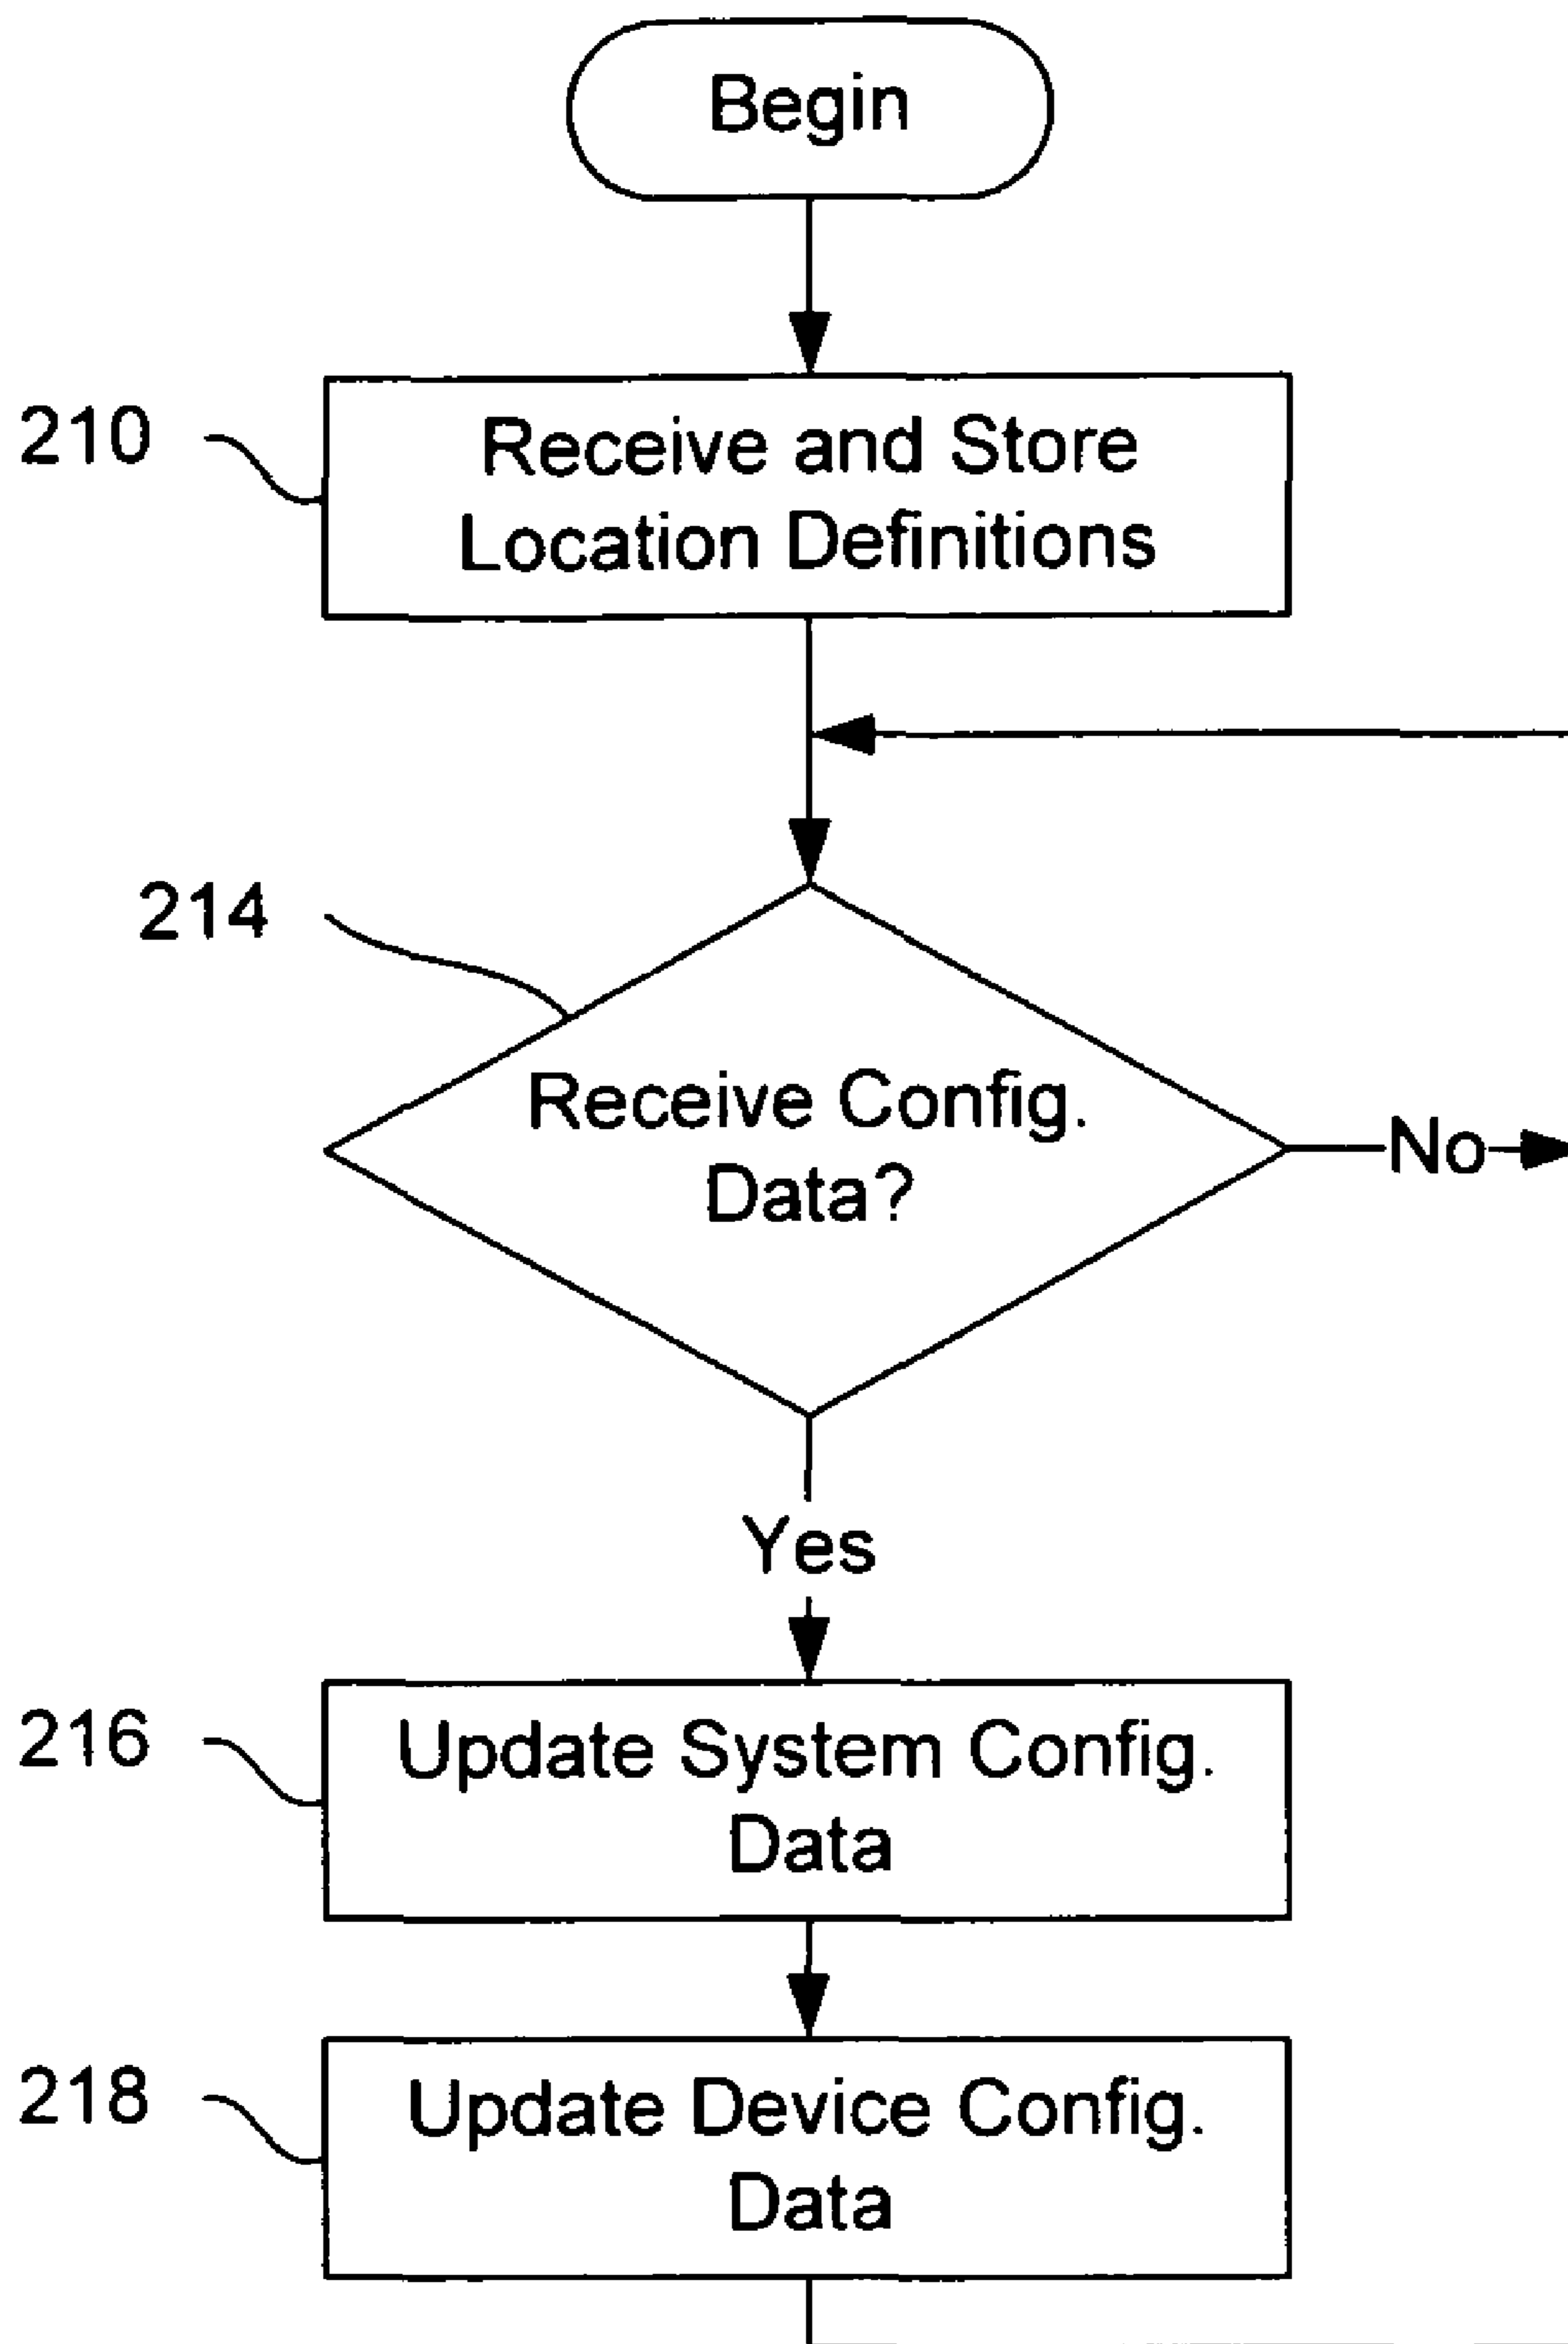 Begin
210
Receive and Store
Location Definitions
214
Receive Config.
Data?
No
Yes
216
Update System Config.
Data
218
Update Device Config.
Data